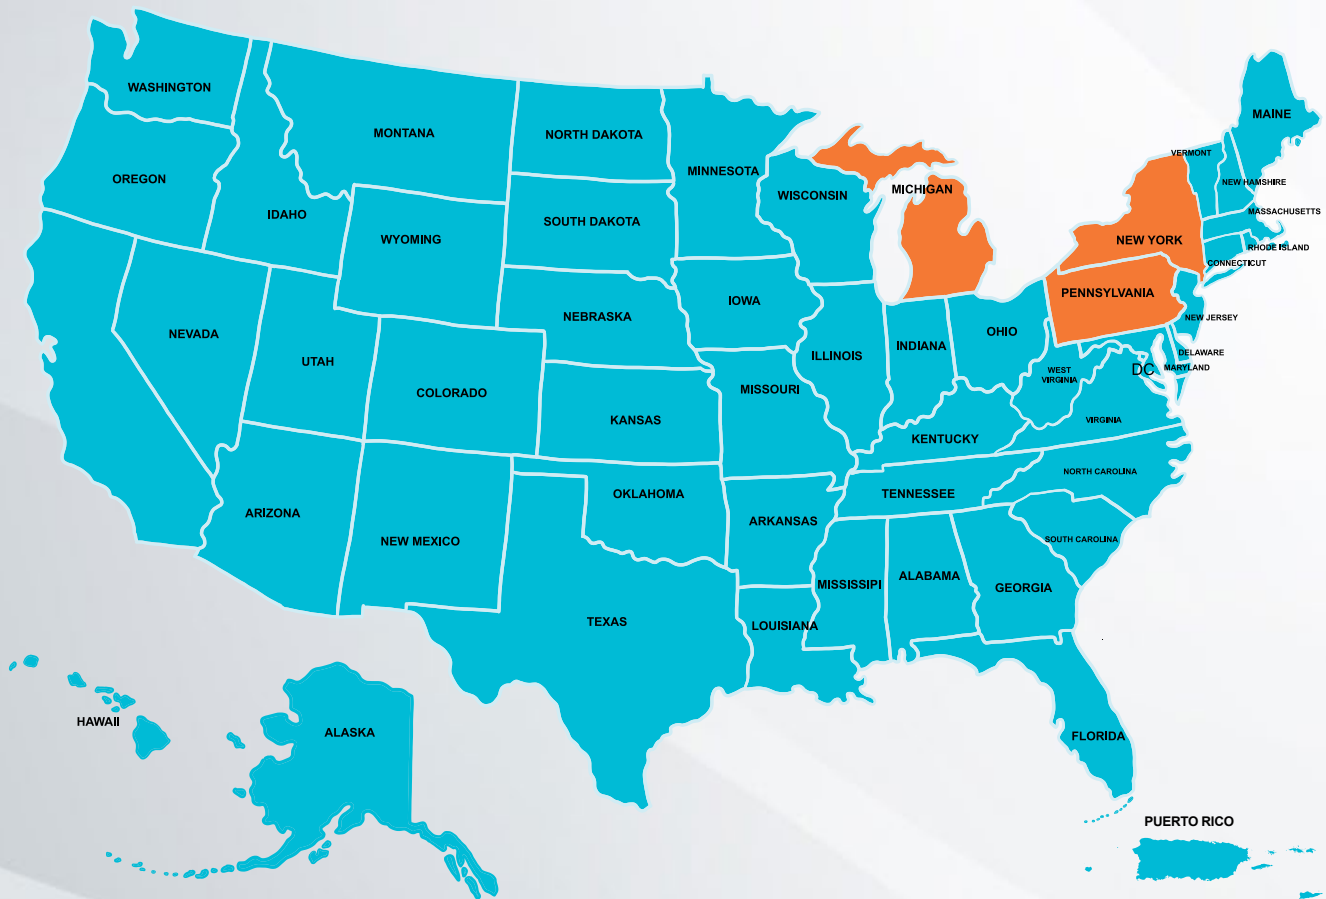 WASHINGTON
MAINE
MONTANA
NORTH DAKOTA
VERMONT
MINNESOTA
OREGON
NEW HAMSHIRE
MICHIGAN
WISCONSIN
MASSACHUSETTS
IDAHO
SOUTH DAKOTA
WYOMING
NEW YORK
RHODE ISLAND
CONNECTICUT
PENNSYLVANIA
IOWA
NEBRASKA
NEW JERSEY
NEVADA
OHIO
INDIANA
ILLINOIS
DELAWARE
UTAH
MARYLAND
DC
WEST
VIRGINIA
MISSOURI
COLORADO
KANSAS
VIRGINIA
KENTUCKY
NORTH CAROLINA
OKLAHOMA
TENNESSEE
ARIZONA
ARKANSAS
SOUTH CAROLINA
NEW MEXICO
ALABAMA
MISSISSIPI
GEORGIA
TEXAS
LOUISIANA
HAWAII
ALASKA
FLORIDA
PUERTO RICO